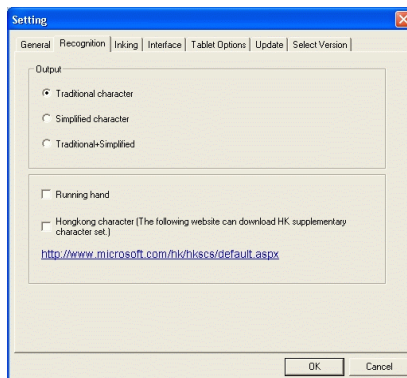 Setting
General Recognition Inking Interface Tablet Options Update Select Version
Output
Traditional character
Simplified character
Traditional+Simplified
Running hand
Hongkong character (The following website can download HK supplementary
character set.)
http://www.microsoft.com/hk/hkscs/default.aspx
OK Cancel